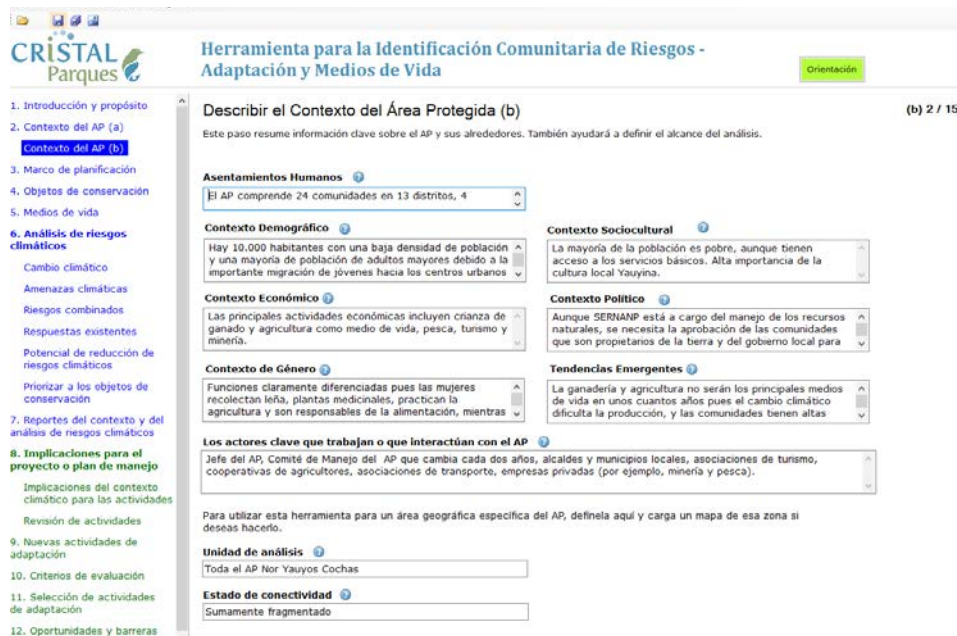 CRiSTAL
Parques
Herramienta para la Identificación Comunitaria de Riesgos -
Adaptación y Medios de Vida
Orientación
1. Introducción y propósito
2. Contexto del AP (a)
Contexto del AP (b)
3. Marco de planificación
4. Objetos de conservación
5. Medios de vida
6. Análisis de riesgos
climáticos
Cambio climático
Amenazas climáticas
Riesgos combinados
Respuestas existentes
Potencial de reducción de
riesgos climáticos
Priorizar a los objetos de
conservación
7. Reportes del contexto y del
análisis de riesgos climáticos
8. Implicaciones para el
proyecto o plan de manejo
Implicaciones del contexto
climático para las actividades
Revisión de actividades
9. Nuevas actividades de
adaptación
10. Criterios de evaluación
11. Selección de actividades
de adaptación
12. Oportunidades y barreras
Describir el Contexto del Área Protegida (b)
(b) 2 / 15
Este paso resume información clave sobre el AP y sus alrededores. También ayudará a definir el alcance del análisis.
Asentamientos Humanos
El AP comprende 24 comunidades en 13 distritos, 4
Contexto Demográfico
Hay 10.000 habitantes con una baja densidad de población
y una mayoría de población de adultos mayores debido a la
importante migración de jóvenes hacia los centros urbanos
Contexto Sociocultural
La mayoría de la población es pobre, aunque tienen
acceso a los servicios básicos. Alta importancia de la
cultura local Yauyina.
Contexto Económico
Las principales actividades económicas incluyen crianza de
ganado y agricultura como medio de vida, pesca, turismo y
minería.
Contexto Político
Aunque SERNANP está a cargo del manejo de los recursos
naturales, se necesita la aprobación de las comunidades
que son propietarios de la tierra y del gobierno local para
Contexto de Género
Funciones claramente diferenciadas pues las mujeres
recolectan leña, plantas medicinales, practican la
agricultura y son responsables de la alimentación, mientras
Tendencias Emergentes
La ganadería y agricultura no serán los principales medios
de vida en unos cuantos años pues el cambio climático
dificulta la producción, y las comunidades tienen altas
Los actores clave que trabajan o que interactúan con el AP
Jefe del AP, Comité de Manejo del AP que cambia cada dos años, alcaldes y municipios locales, asociaciones de turismo,
cooperativas de agricultores, asociaciones de transporte, empresas privadas (por ejemplo, minería y pesca).
Para utilizar esta herramienta para un área geográfica específica del AP, defínela aquí y carga un mapa de esa zona si
deseas hacerlo.
Unidad de análisis
Toda el AP Nor Yauyos Cochas
Estado de conectividad
Sumamente fragmentado